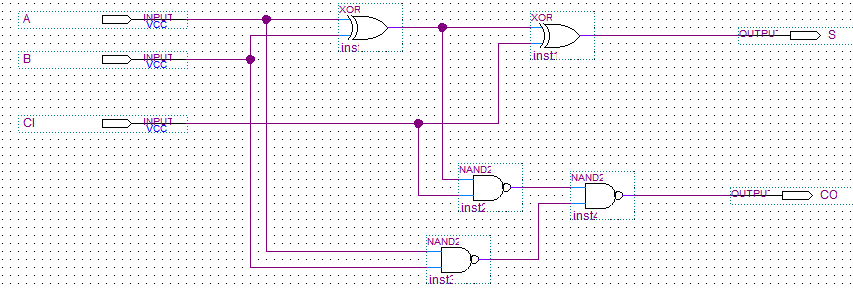 A INPUT VCC
XOR
inst
XOR
inst1
OUTPUT S
B INPUT VCC
CI INPUT VCC
NAND2
inst2
NAND2
inst4
OUTPUT CO
NAND2
inst3